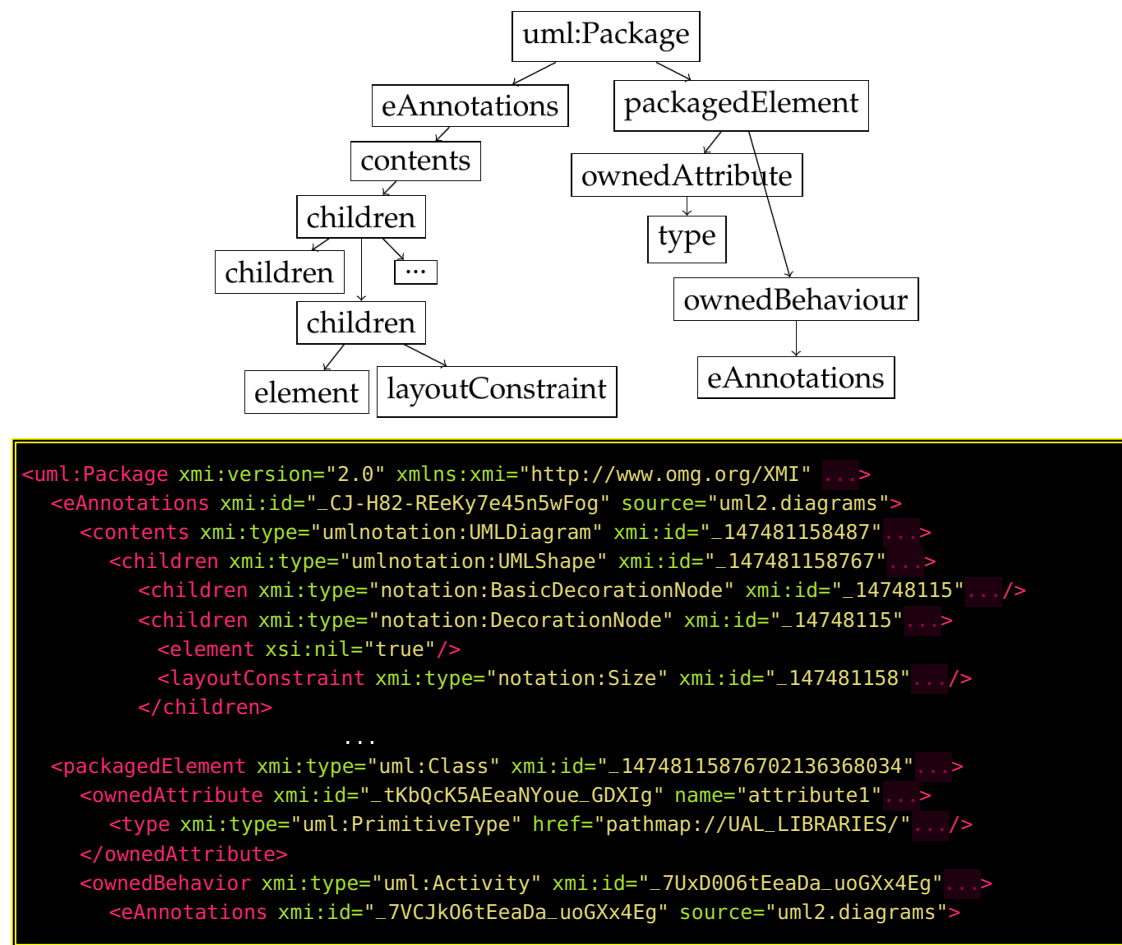 uml:Package
eAnnotations
packagedElement
contents
ownedAttribute
children
type
children
...
ownedBehaviour
children
element
layoutConstraint
eAnnotations
<uml:Package xmi:version="2.0" xmlns:xmi="http://www.omg.org/XMI" ...>
<eAnnotations xmi:id="_CJ-H82-REeKy7e45n5wFog" source="uml2.diagrams">
<contents xmi:type="umlnotation:UMLDiagram" xmi:id="_147481158487"...>
<children xmi:type="umlnotation:UMLShape" xmi:id="_147481158767"...>
<children xmi:type="notation:BasicDecorationNode" xmi:id="_14748115".../>
<children xmi:type="notation:DecorationNode" xmi:id="_14748115"...>
<element xsi:nil="true"/>
<layoutConstraint xmi:type="notation:Size" xmi:id="_147481158".../>
</children>
...
<packagedElement xmi:type="uml:Class" xmi:id="_14748115876702136368034"...>
<ownedAttribute xmi:id="_tKbQcK5AEeaNYoue_GDXIg" name="attribute1"...>
<type xmi:type="uml:PrimitiveType" href="pathmap://UAL_LIBRARIES/".../>
</ownedAttribute>
<ownedBehavior xmi:type="uml:Activity" xmi:id="_7UxD0O6tEeaDa_uoGXx4Eg"...>
<eAnnotations xmi:id="_7VCJkO6tEeaDa_uoGXx4Eg" source="uml2.diagrams">